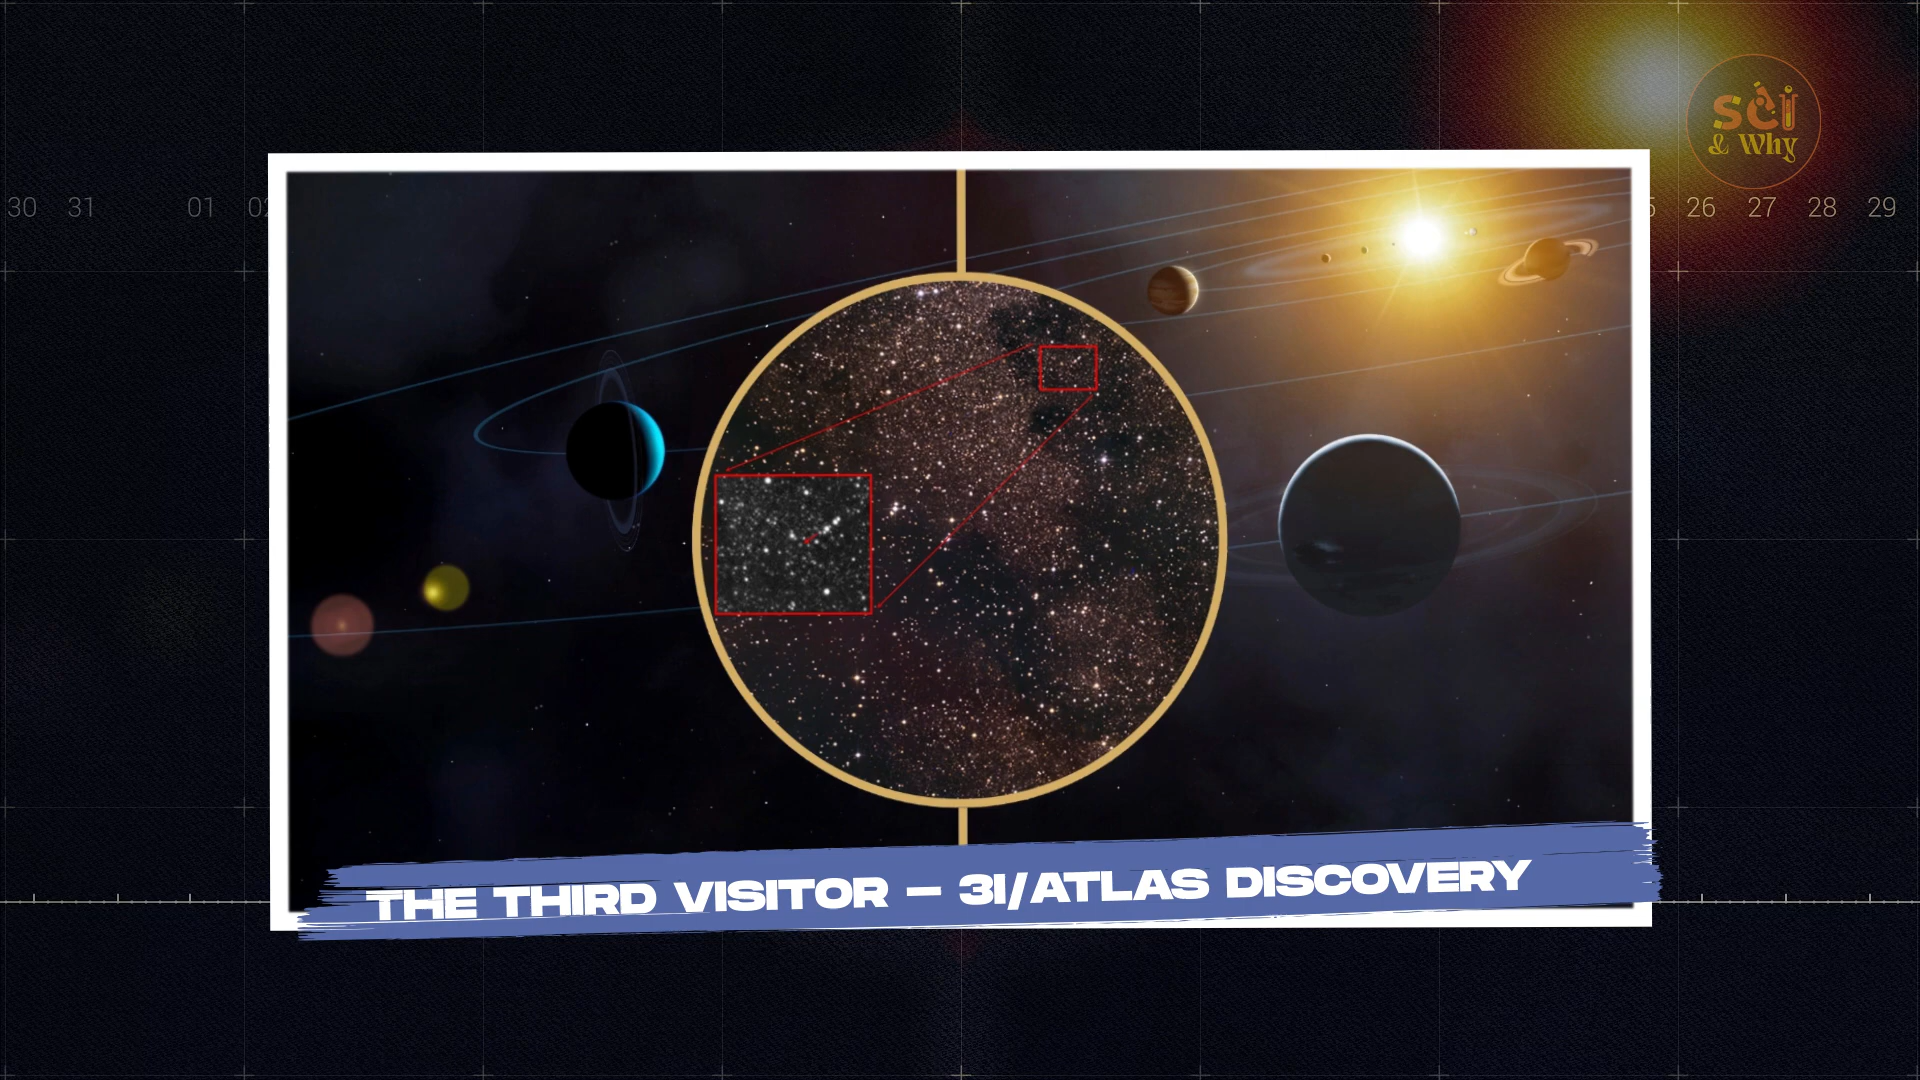 SCI
& Why
30 31 01 26 27 28 29
THE THIRD VISITOR – 3I/ATLAS DISCOVERY